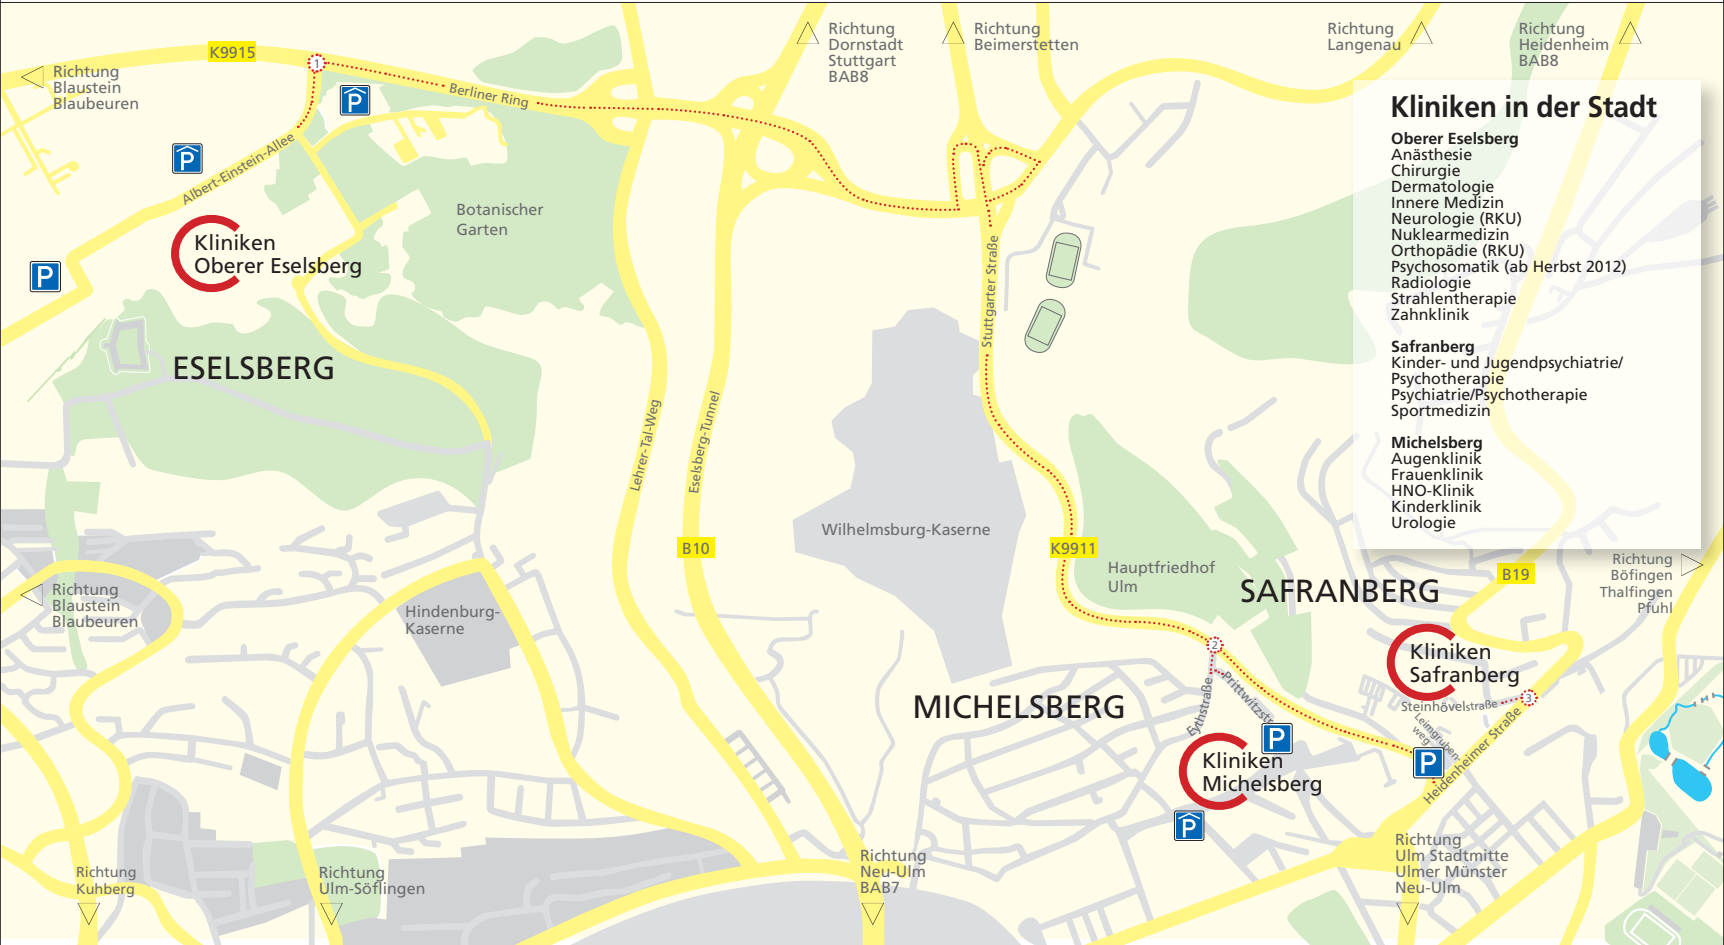 K9915
Richtung
Blaustein
Blaubeuren
1
P
Berliner Ring
P
Albert-Einstein-Allee
Kliniken
Oberer Eselsberg
P
Botanischer
Garten
ESELSBERG
Richtung
Dornstadt
Stuttgart
BAB8
Richtung
Beimerstetten
Richtung
Langenau
Richtung
Heidenheim
BAB8
Kliniken in der Stadt
Oberer Eselsberg
Anästhesie
Chirurgie
Dermatologie
Innere Medizin
Neurologie (RKU)
Nuklearmedizin
Orthopädie (RKU)
Psychosomatik (ab Herbst 2012)
Radiologie
Strahlentherapie
Zahnklinik
Safranberg
Kinder- und Jugendpsychiatrie/
Psychotherapie
Psychiatrie/Psychotherapie
Sportmedizin
Michelsberg
Augenklinik
Frauenklinik
HNO-Klinik
Kinderklinik
Urologie
Stuttgarter Straße
Lehrer-Tal-Weg
Eselsberg-Tunnel
B10
Wilhelmsburg-Kaserne
K9911
Hauptfriedhof
Ulm
SAFRANBERG
B19
Richtung
Böfingen
Thalfingen
Pfuhl
Richtung
Blaustein
Blaubeuren
Hindenburg-
Kaserne
2
Kliniken
Safranberg
3
Steinhövelstraße
Leimgruben-
weg
Heidenheimer Straße
MICHELSBERG
Eythstraße
Prittwitzstr.
P
P
Kliniken
Michelsberg
P
Richtung
Kuhberg
Richtung
Ulm-Söflingen
Richtung
Neu-Ulm
BAB7
Richtung
Ulm Stadtmitte
Ulmer Münster
Neu-Ulm